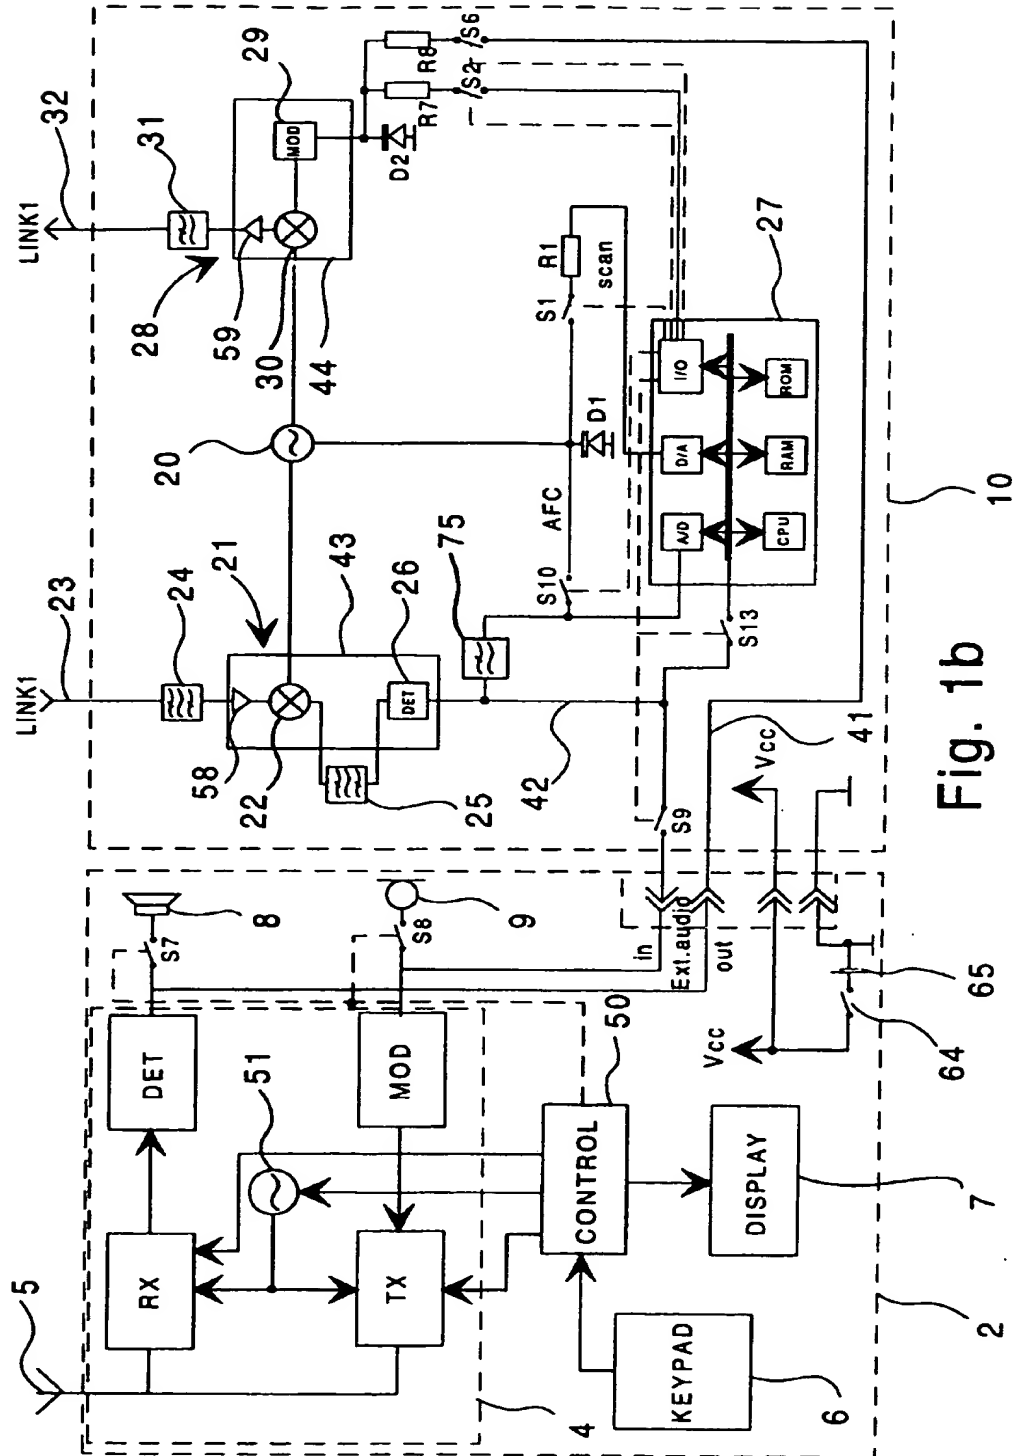 5
4
RX
DET
S7
8
51
TX
MOD
S8
9
CONTROL
50
KEYPAD
6
DISPLAY
7
2
in
Ext.audio
out
Vcc
64
65
LINK1
23
24
21
58
22
43
25
26
DET
42
75
S9
S10
AFC
S13
41
Vcc
20
LINK1
32
31
28
59
30
44
29
MOD
D2
R7
R8
S2
S6
D1
S1
R1
scan
27
A/D
D/A
I/O
CPU
RAM
ROM
10
Fig. 1b